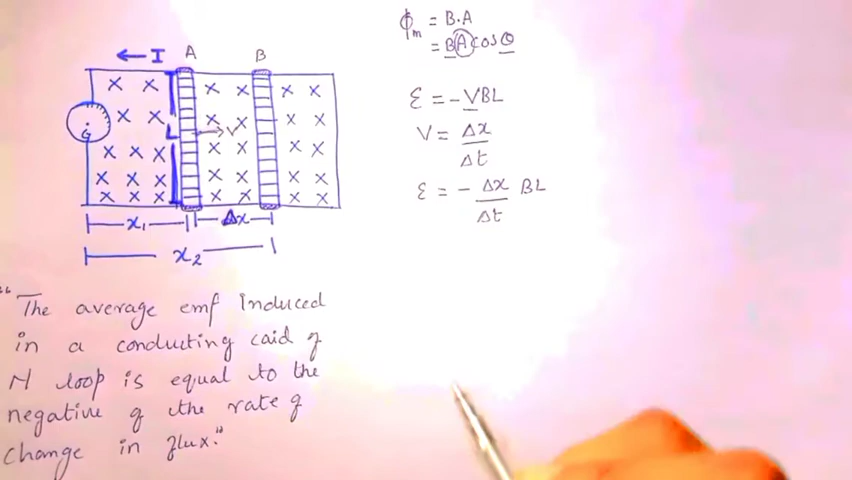 ϕm = B.A
= BA cos θ
← I A B
G
L
→ V
x1 Δx
x2
ℰ = - VBL
V = Δx
Δt
ℰ = - Δx BL
Δt
"The average emf induced
in a conducting caid of
N loop is equal to the
negative of the rate of
change in flux."